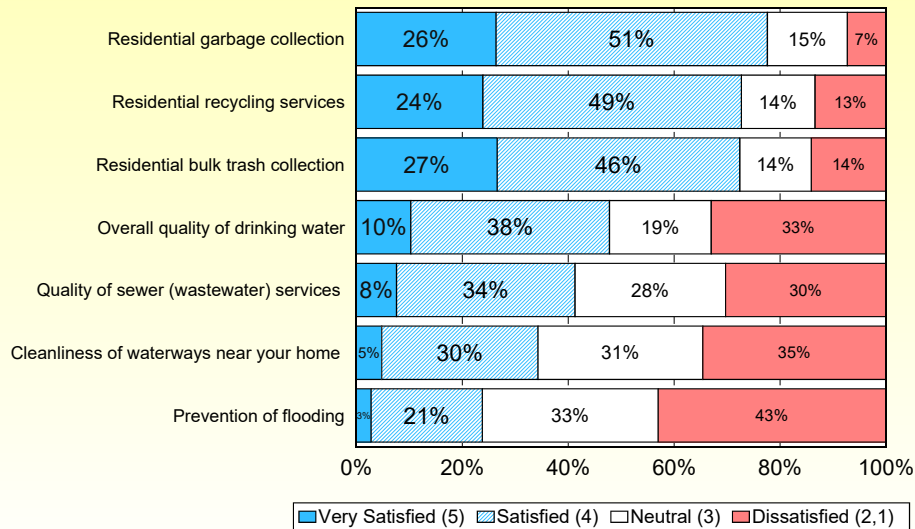 Residential garbage collection 26% 51% 15% 7%
Residential recycling services 24% 49% 14% 13%
Residential bulk trash collection 27% 46% 14% 14%
Overall quality of drinking water 10% 38% 19% 33%
Quality of sewer (wastewater) services 8% 34% 28% 30%
Cleanliness of waterways near your home 5% 30% 31% 35%
Prevention of flooding 3% 21% 33% 43%
0% 20% 40% 60% 80% 100%
Very Satisfied (5) Satisfied (4) Neutral (3) Dissatisfied (2,1)